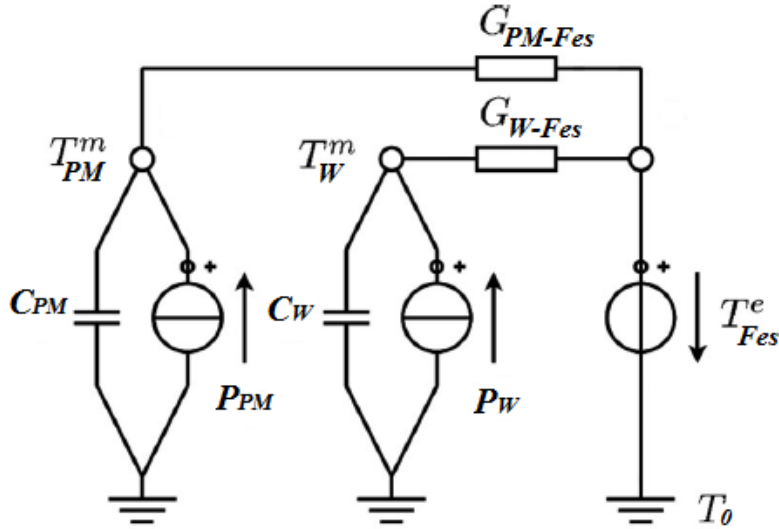 G_PM-Fes
G_W-Fes
T^m_PM
T^m_W
+
+
+
C_PM
C_W
T^e_Fes
P_PM
P_W
T_0